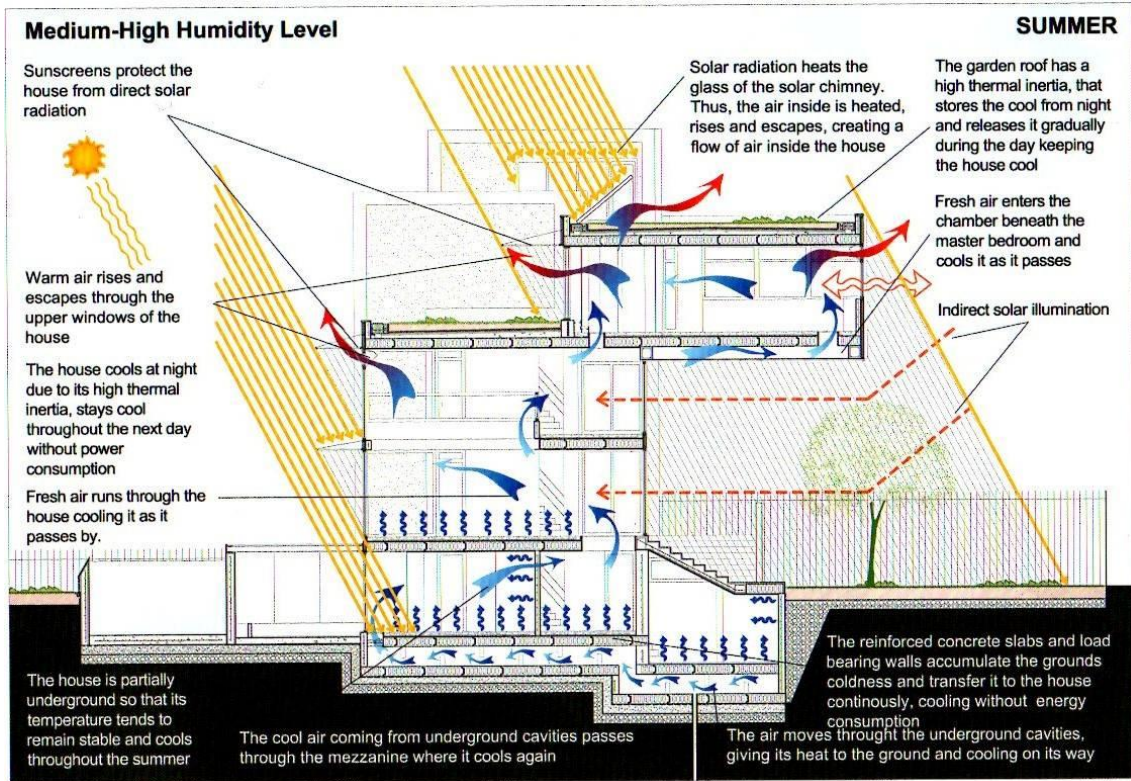 Medium-High Humidity Level
SUMMER
Sunscreens protect the
house from direct solar
radiation
Solar radiation heats the
glass of the solar chimney.
Thus, the air inside is heated,
rises and escapes, creating a
flow of air inside the house
The garden roof has a
high thermal inertia, that
stores the cool from night
and releases it gradually
during the day keeping
the house cool
Fresh air enters the
chamber beneath the
master bedroom and
cools it as it passes
Warm air rises and
escapes through the
upper windows of the
house
Indirect solar illumination
The house cools at night
due to its high thermal
inertia, stays cool
throughout the next day
without power
consumption
Fresh air runs through the
house cooling it as it
passes by.
The house is partially
underground so that its
temperature tends to
remain stable and cools
throughout the summer
The cool air coming from underground cavities passes
through the mezzanine where it cools again
The reinforced concrete slabs and load
bearing walls accumulate the grounds
coldness and transfer it to the house
continously, cooling without energy
consumption
The air moves throught the underground cavities,
giving its heat to the ground and cooling on its way